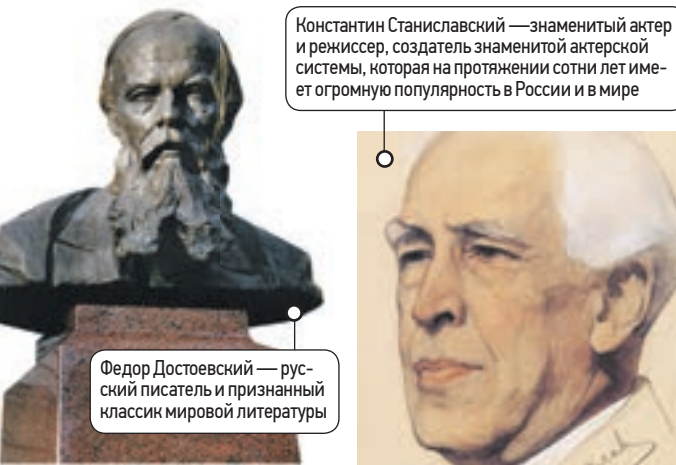 Константин Станиславский —знаменитый актер
и режиссер, создатель знаменитой актерской
системы, которая на протяжении сотни лет име-
ет огромную популярность в России и в мире
Федор Достоевский — рус-
ский писатель и признанный
классик мировой литературы